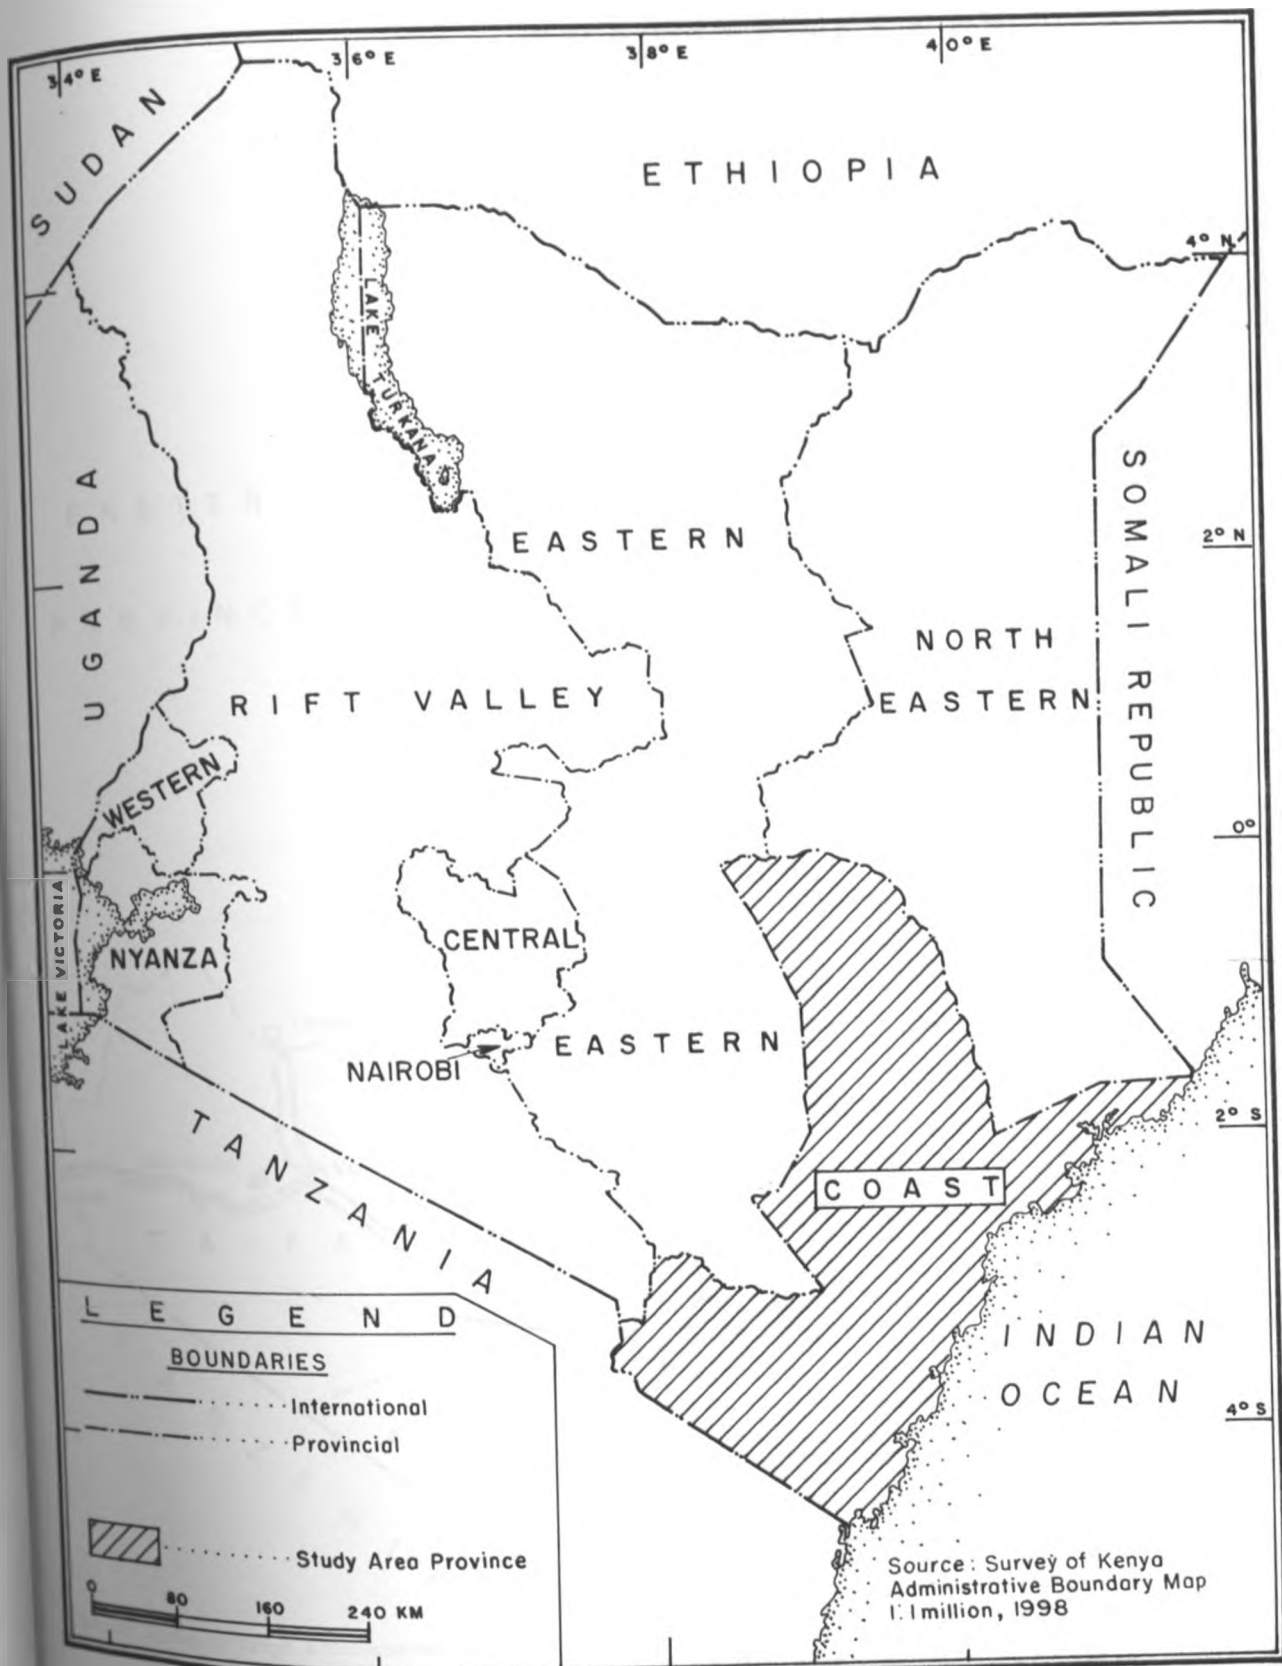 34° E
36° E
38° E
40° E
SUDAN
ETHIOPIA
4° N
LAKE
TURKANA
UGANDA
SOMALI REPUBLIC
EASTERN
2° N
NORTH
EASTERN
RIFT VALLEY
WESTERN
0°
LAKE VICTORIA
NYANZA
CENTRAL
EASTERN
NAIROBI
2° S
TANZANIA
COAST
INDIAN
OCEAN
4° S
LEGEND
BOUNDARIES
International
Provincial
Study Area Province
0 80 160 240 KM
Source: Survey of Kenya
Administrative Boundary Map
1:1million, 1998